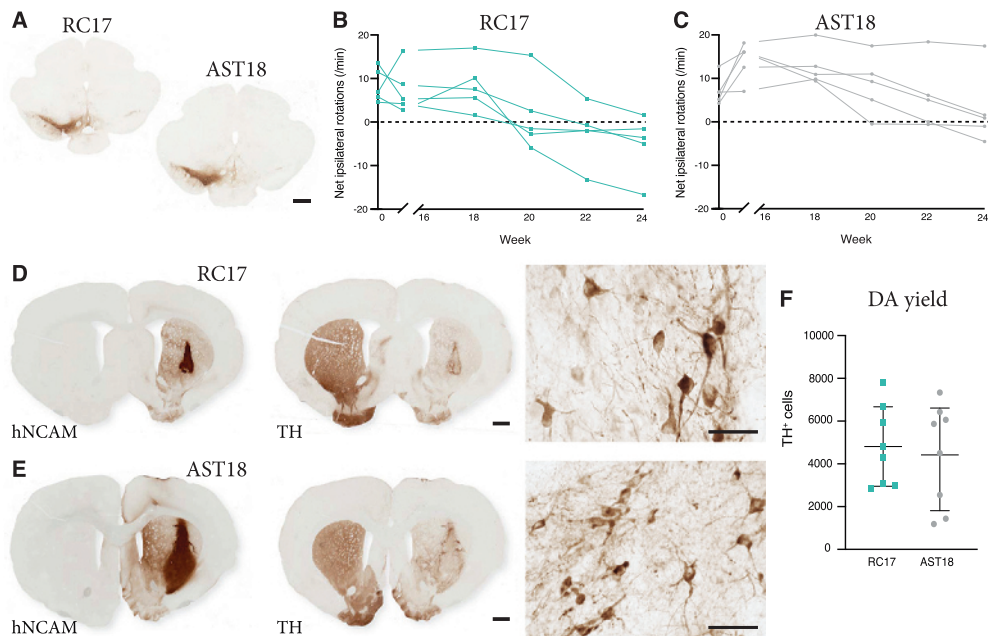 A
RC17
AST18
B
RC17
Net ipsilateral rotations (/min)
20
10
0
-10
-20
0
16
18
20
22
24
Week
C
AST18
Net ipsilateral rotations (/min)
20
10
0
-10
-20
0
16
18
20
22
24
Week
D
RC17
hNCAM
TH
E
AST18
hNCAM
TH
F
DA yield
TH⁺ cells
10000
8000
6000
4000
2000
0
RC17
AST18